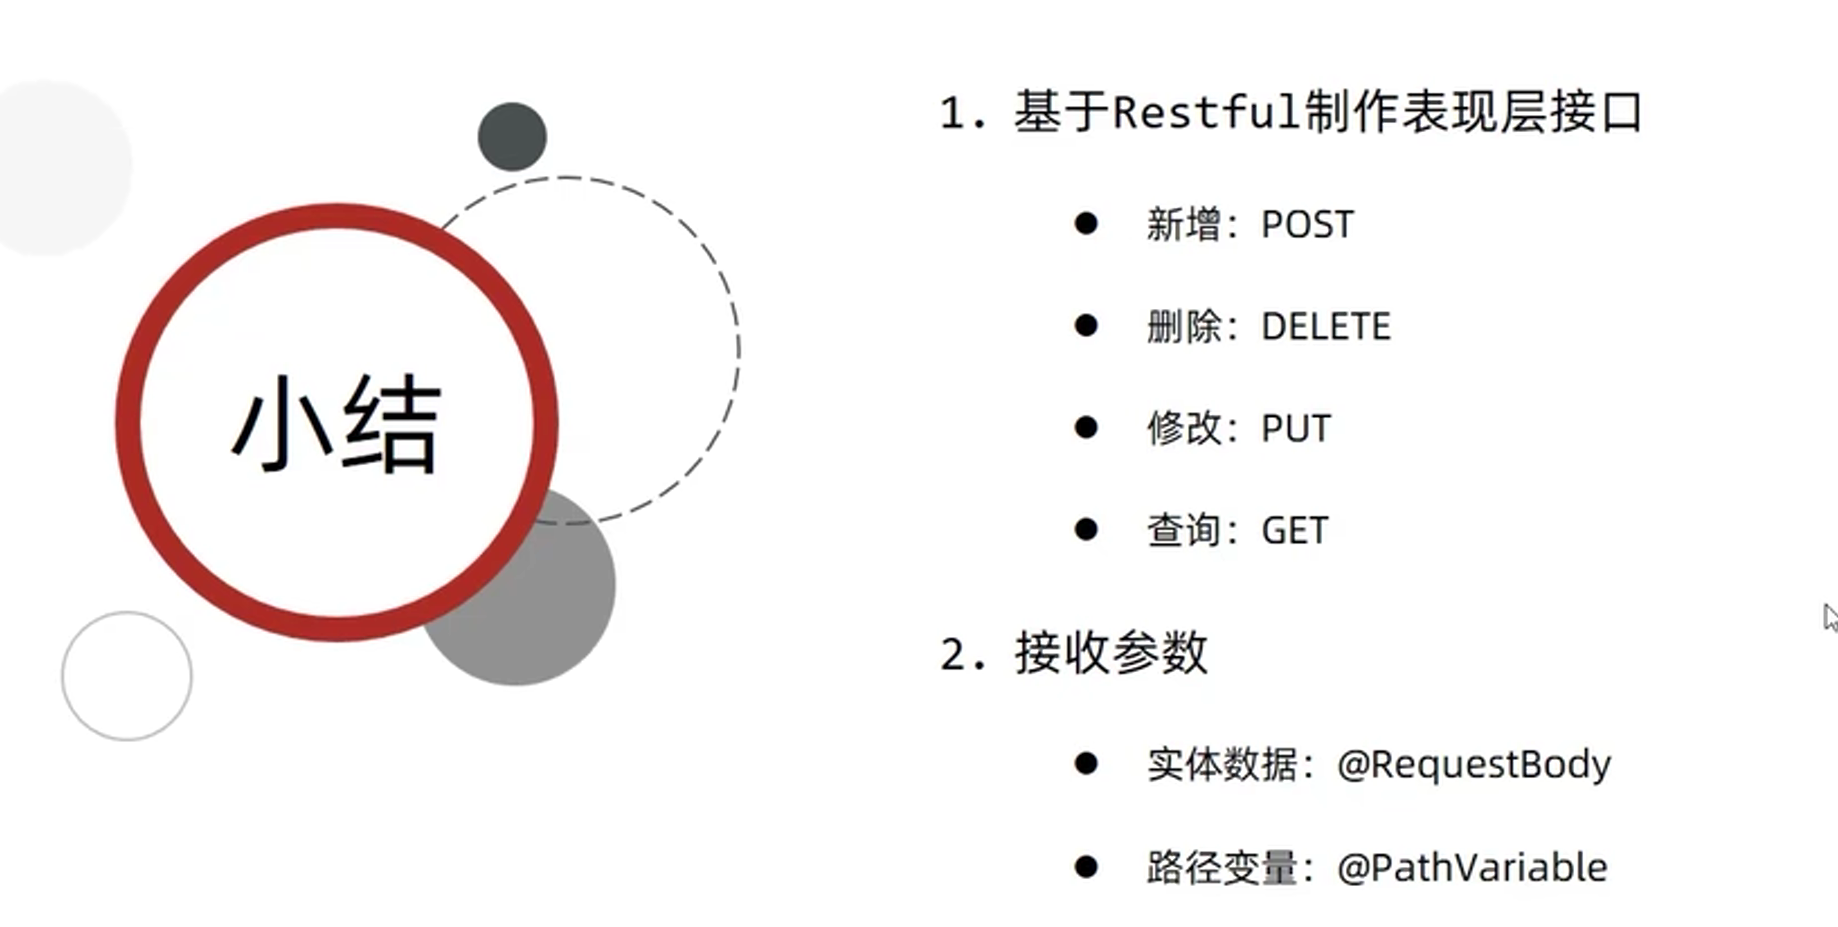 小结
1. 基于Restful制作表现层接口
● 新增：POST
● 删除：DELETE
● 修改：PUT
● 查询：GET
2. 接收参数
● 实体数据：@RequestBody
● 路径变量：@PathVariable